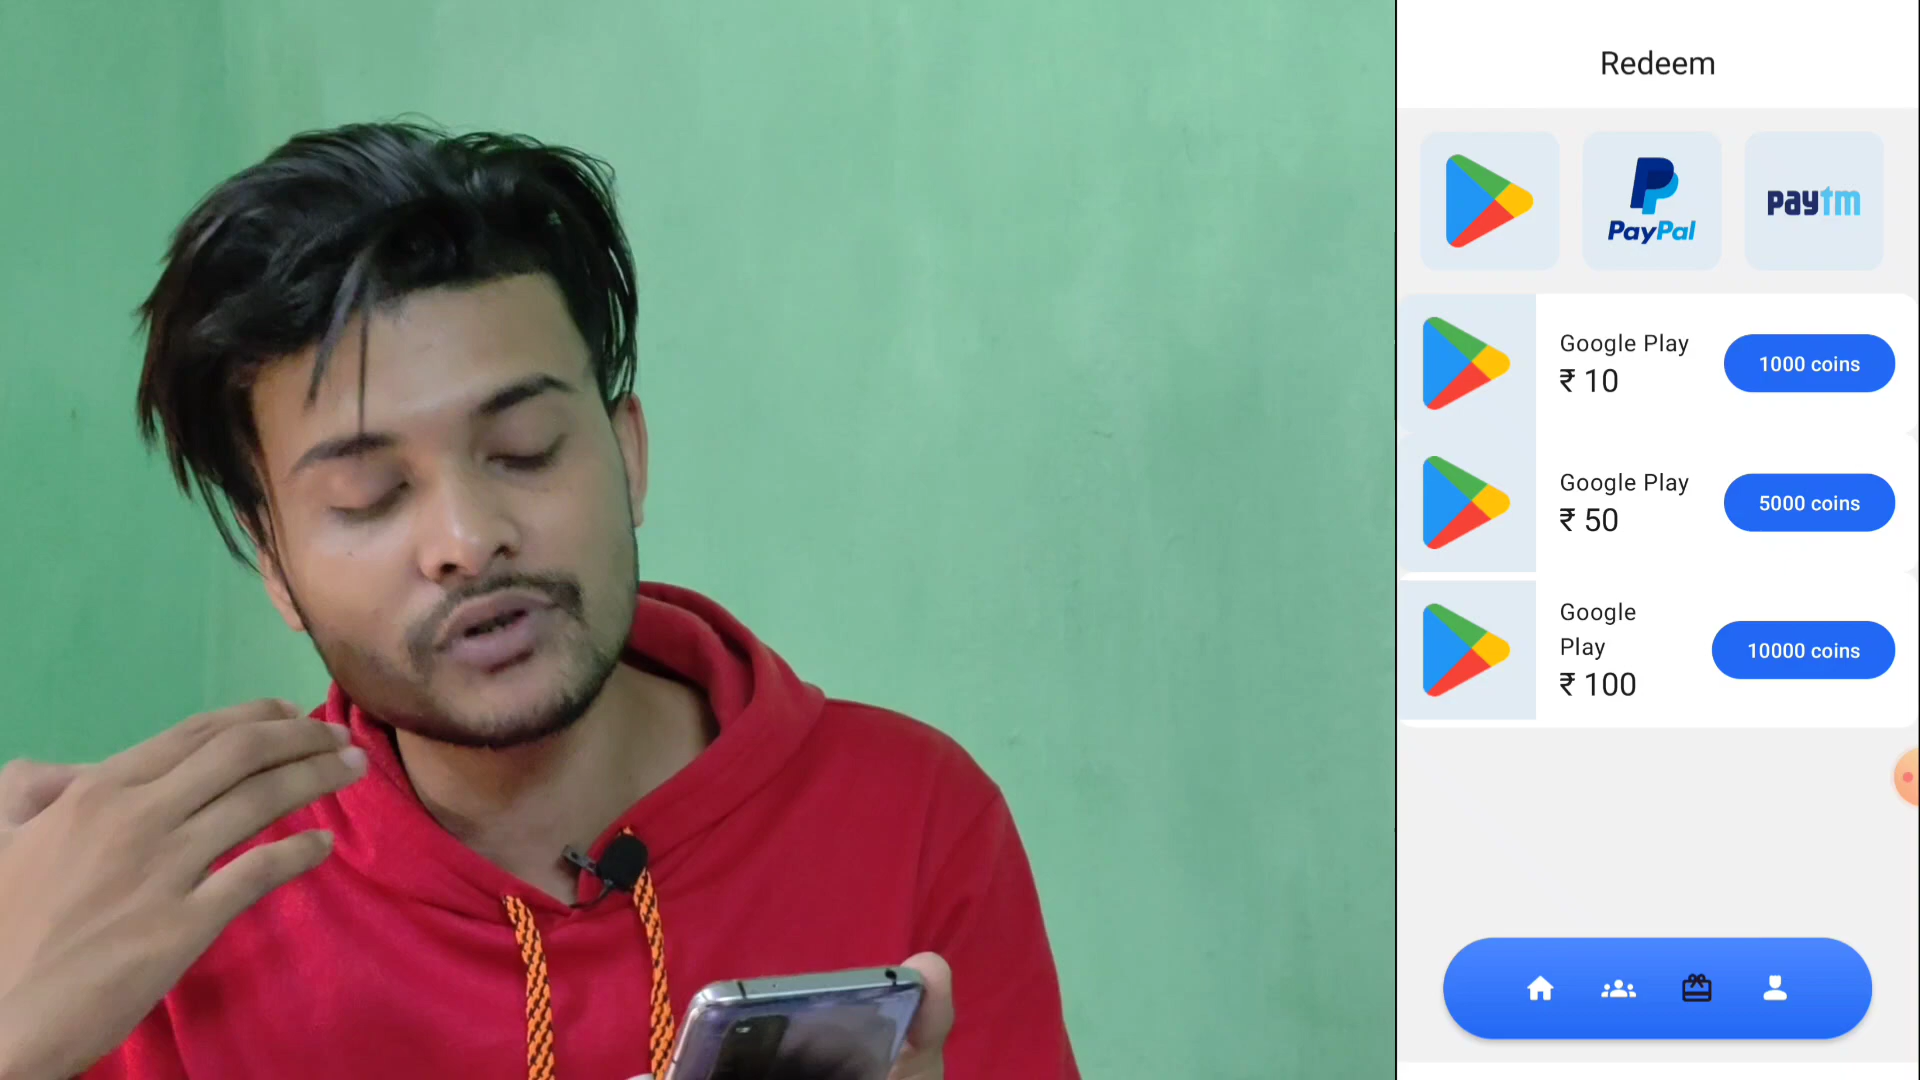 Redeem
PayPal
paytm
Google Play
₹ 10
1000 coins
Google Play
₹ 50
5000 coins
Google
Play
₹ 100
10000 coins